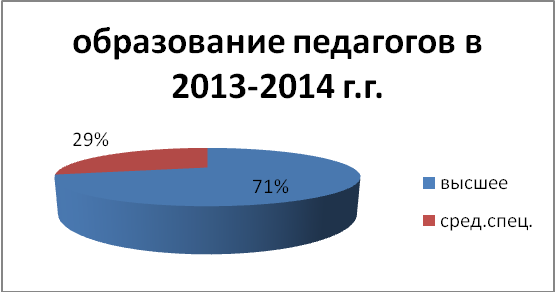 образование педагогов в
2013-2014 г.г.
29%
71%
высшее
сред.спец.